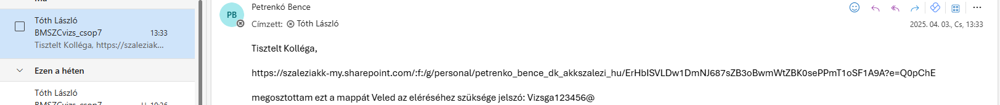 Tóth László
BMSZCvizs_csop7 13:33
Tisztelt Kolléga, https://szaleziak...
Ezen a héten
Tóth László
Petrenkó Bence
PB
Címzett: Tóth László
2025. 04. 03., Cs, 13:33
Tisztelt Kolléga,
https://szaleziakk-my.sharepoint.com/:f:/g/personal/petrenko_bence_dk_akkszalezi_hu/ErHbISVLDw1DmNJ687sZB3oBwmWtZBK0sePPmT1oSF1A9A?e=Q0pChE
megosztottam ezt a mappát Veled az eléréséhez szüksége jelszó: Vizsga123456@